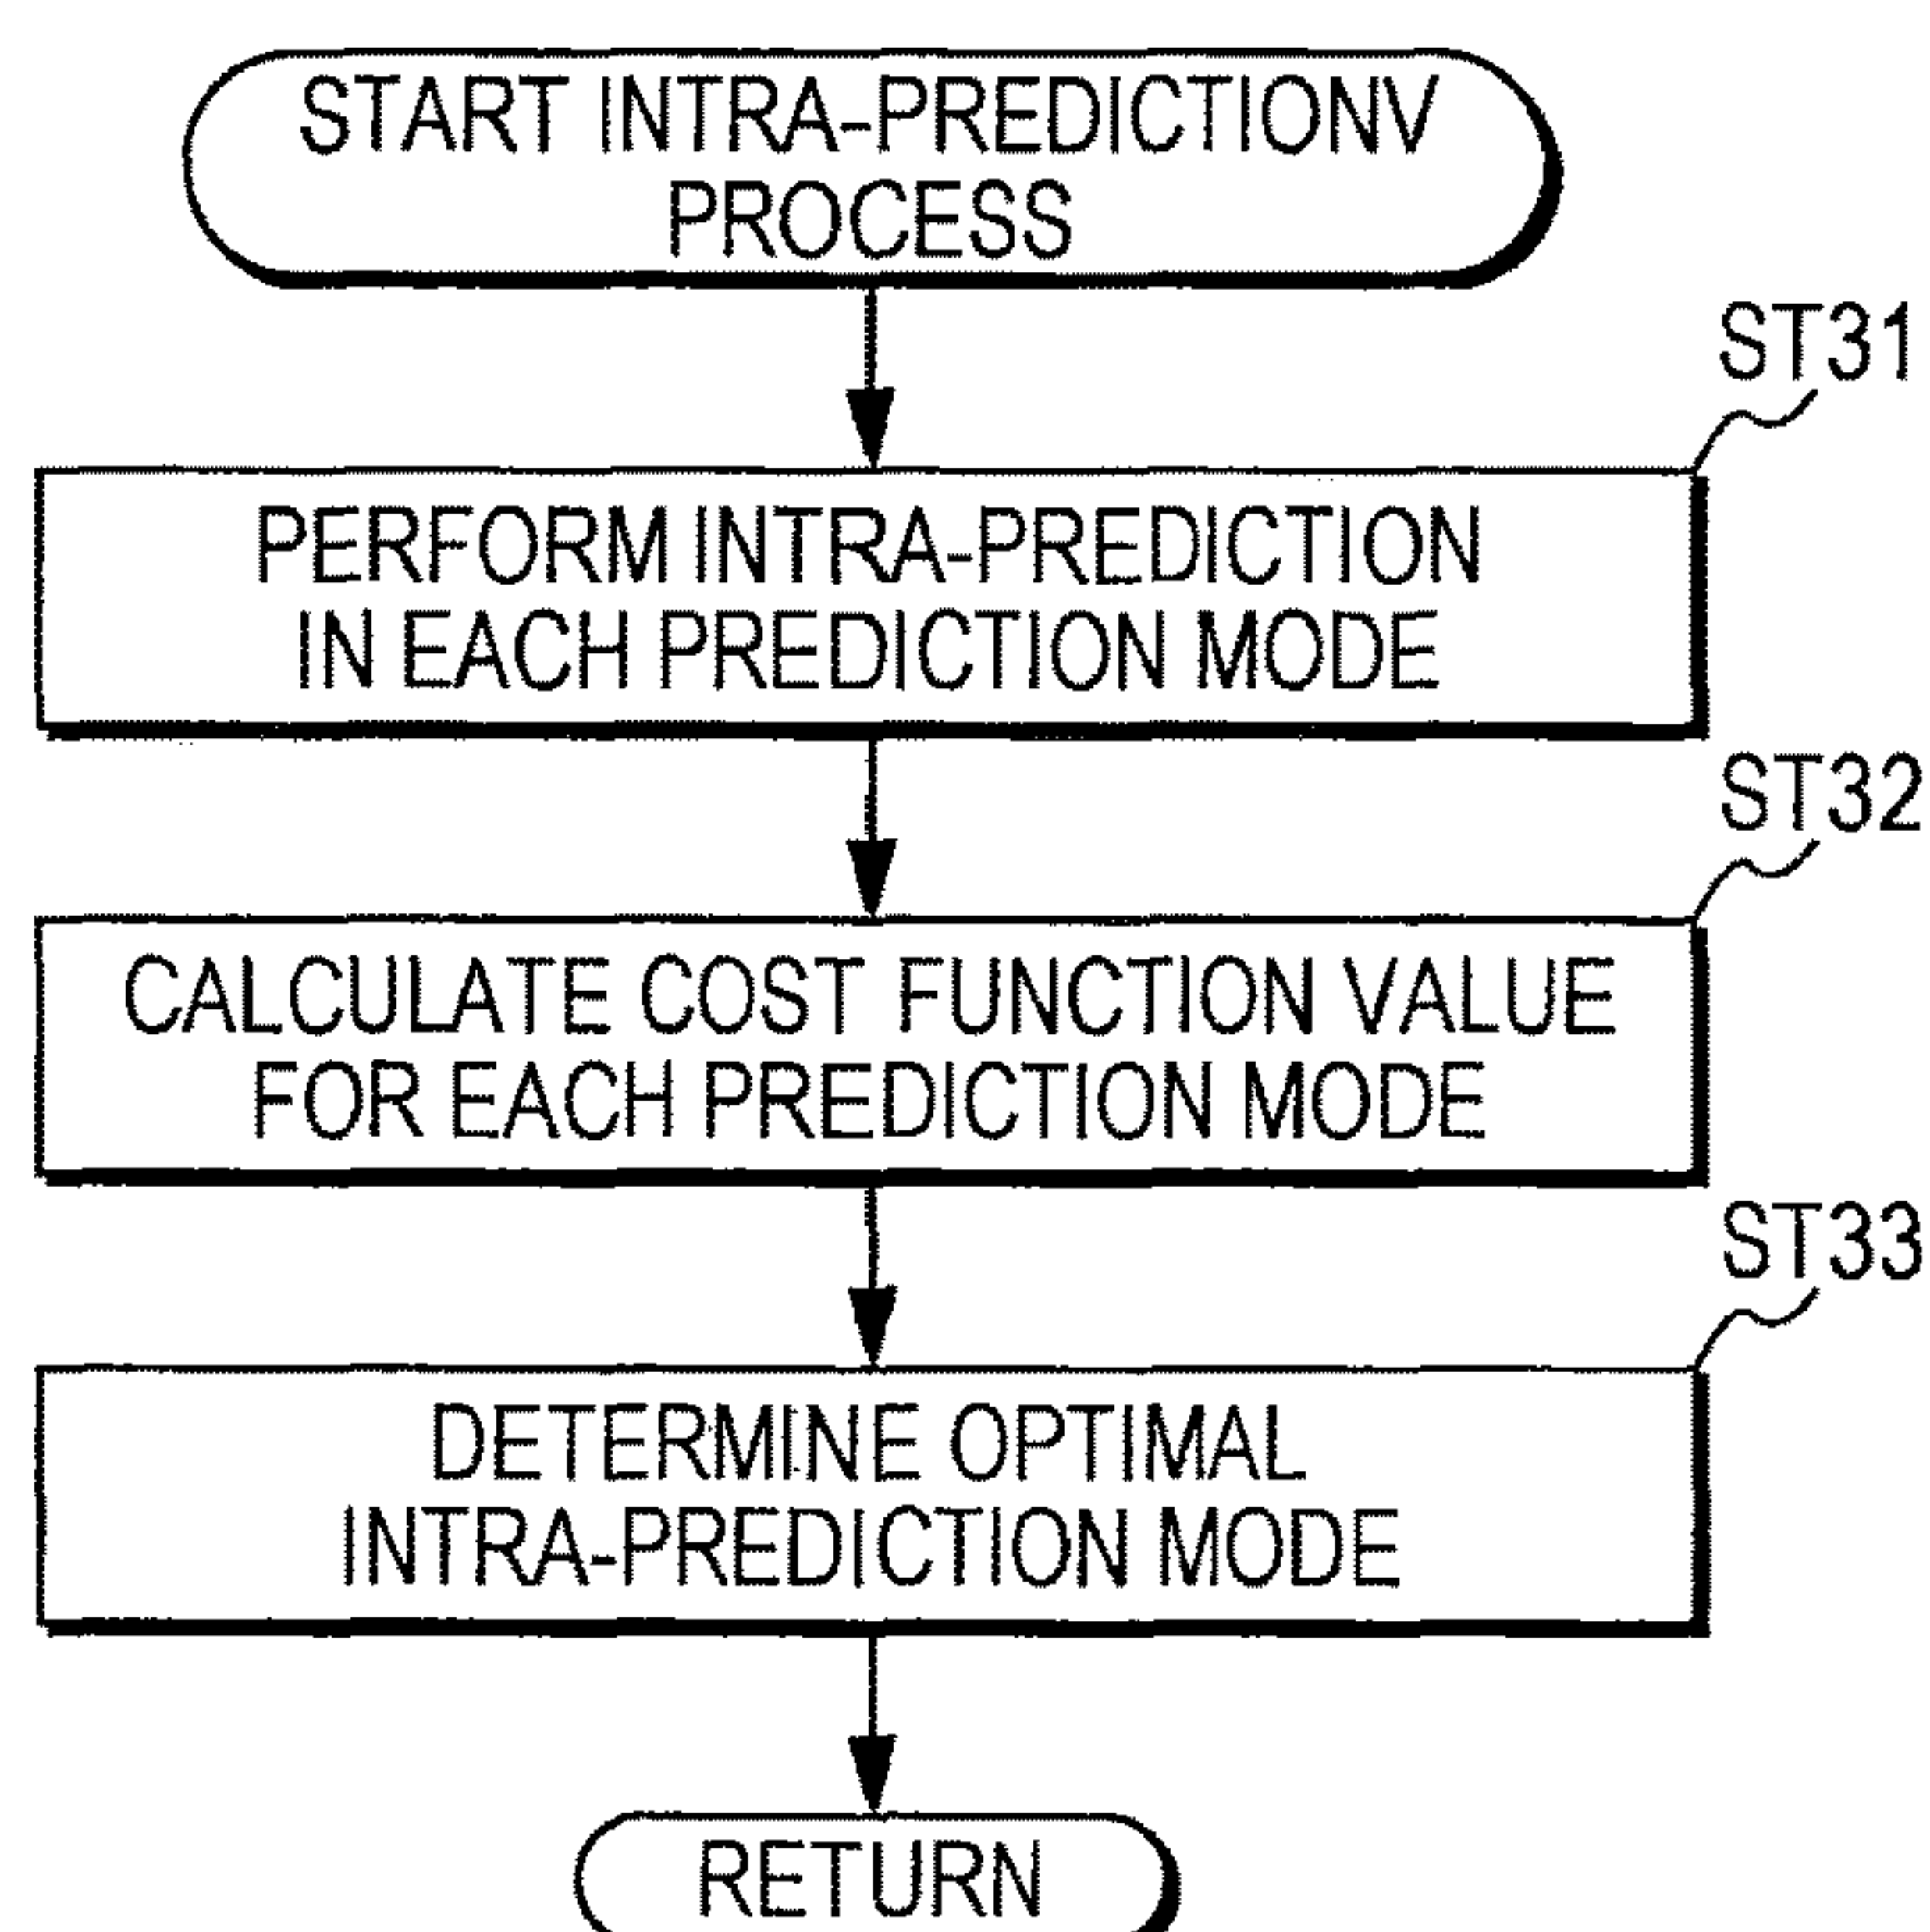 START INTRA-PREDICTIONV
PROCESS
ST31
PERFORM INTRA-PREDICTION
IN EACH PREDICTION MODE
ST32
CALCULATE COST FUNCTION VALUE
FOR EACH PREDICTION MODE
ST33
DETERMINE OPTIMAL
INTRA-PREDICTION MODE
RETURN